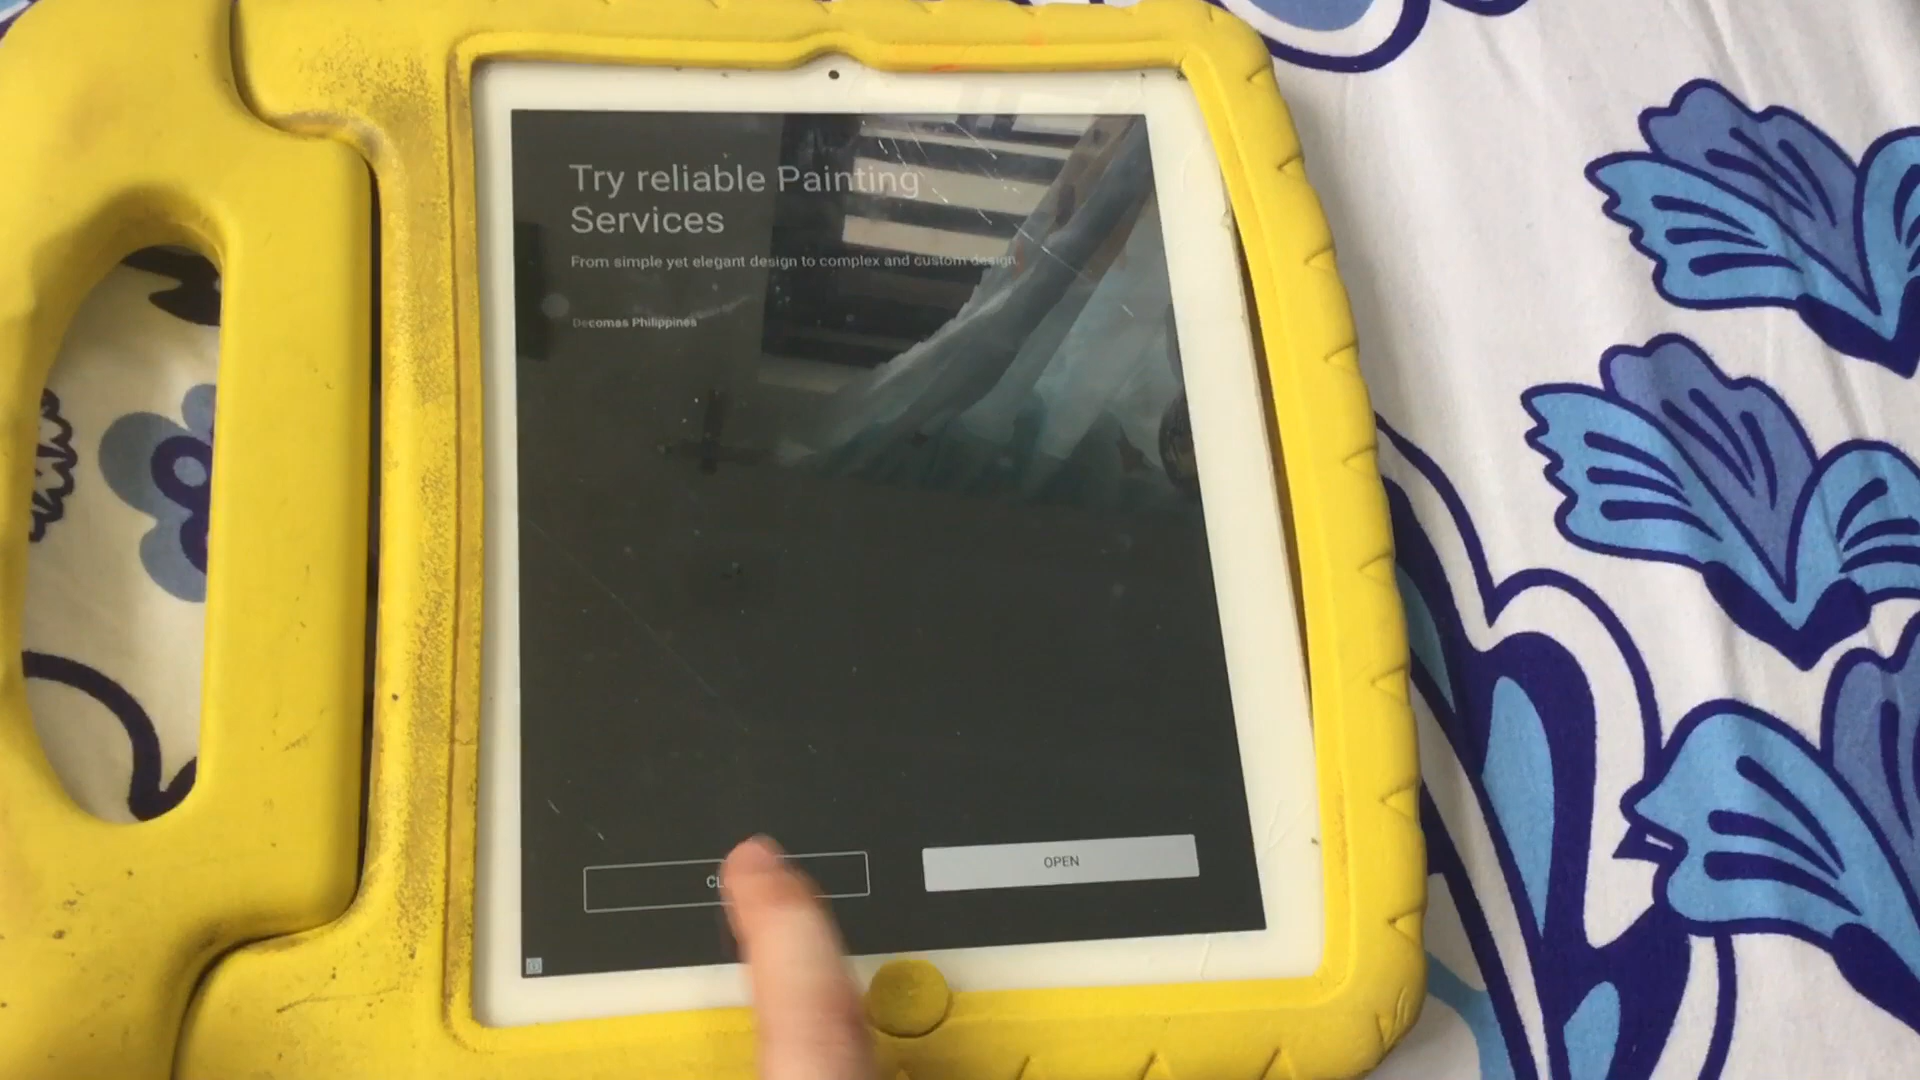 Try reliable Painting
Services
From simple yet elegant design to complex and custom design.
Decomas Philippines
OPEN